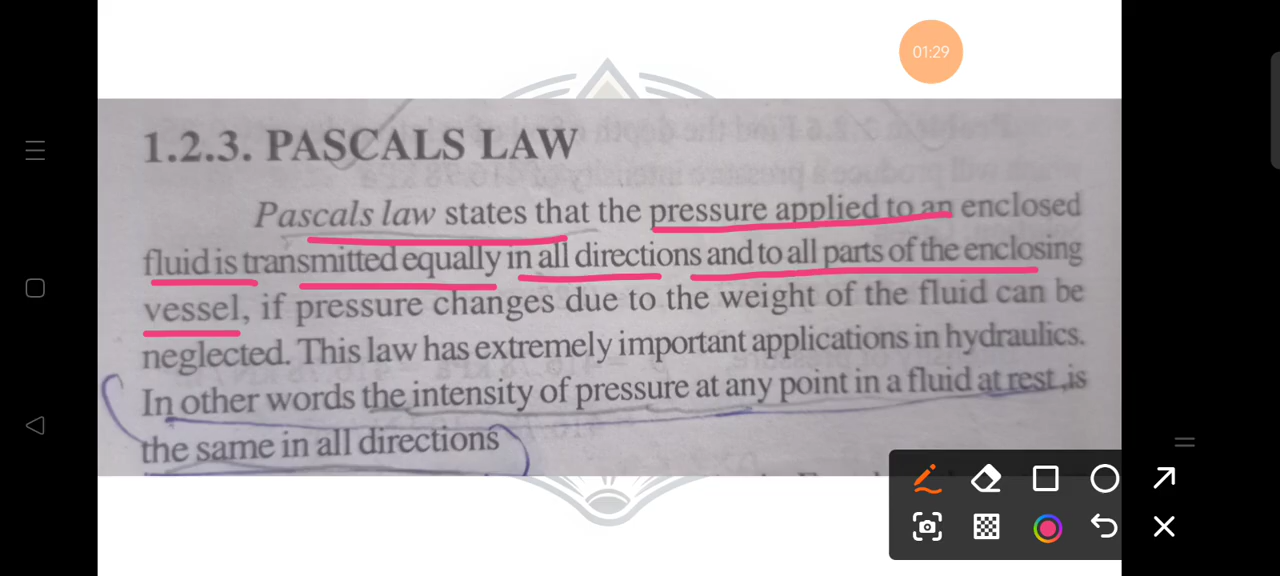 01:29
1.2.3. PASCALS LAW
Pascals law states that the pressure applied to an enclosed
fluid is transmitted equally in all directions and to all parts of the enclosing
vessel, if pressure changes due to the weight of the fluid can be
neglected. This law has extremely important applications in hydraulics.
In other words the intensity of pressure at any point in a fluid at rest is
the same in all directions